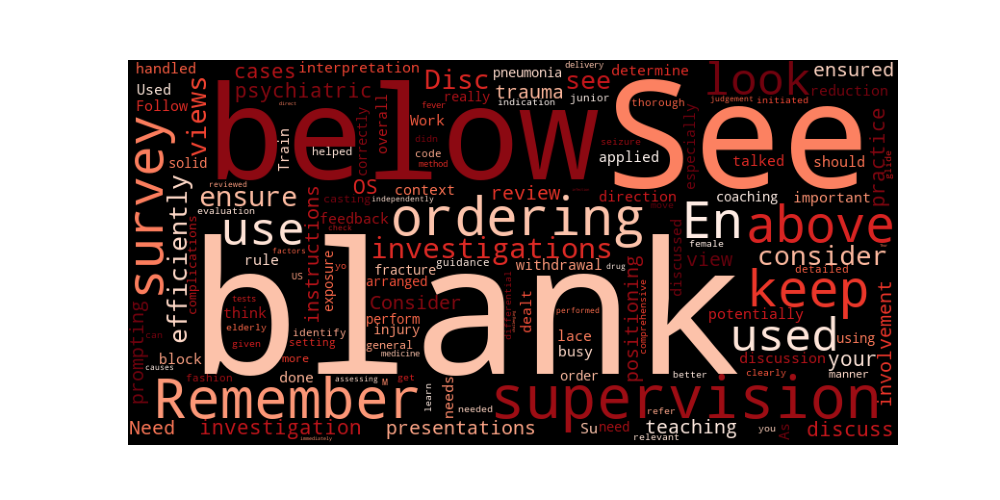 blank
below
See
supervision
Remember
ordering
survey
above
keep
look
used
use
En
investigations
investigation
ensure
efficiently
consider
Consider
see
Disc
views
view
handled
Used
Follow
solid
cases
interpretation
psychiatric
Train
helped
correctly
overall
pneumonia
delivery
trauma
indication
junior
determine
thorough
ensured
reduction
judgement
initiated
really
fever
Work
didn
code
method
seizure
applied
especially
talked
should
practice
glide
direct
reviewed
evaluation
complications
rule
factors
us
instructions
exposure
feedback
casting
check
yo
OS
context
independently
review
direction
move
coaching
important
female
discussed
guidance
fracture
arranged
withdrawal
drug
detailed
potentially
positioning
comprehensive
differential
performed
dealt
lace
busy
order
perform
injury
general
medicine
tests
think
elderly
given
setting
identify
more
can
prompting
block
causes
fashion
done
assessing
M
get
learn
needs
needed
presentations
Need
immediately
Su
need
refer
relevant
teaching
you
As
discuss
better
clearly
manner
discussion
your
using
involvement